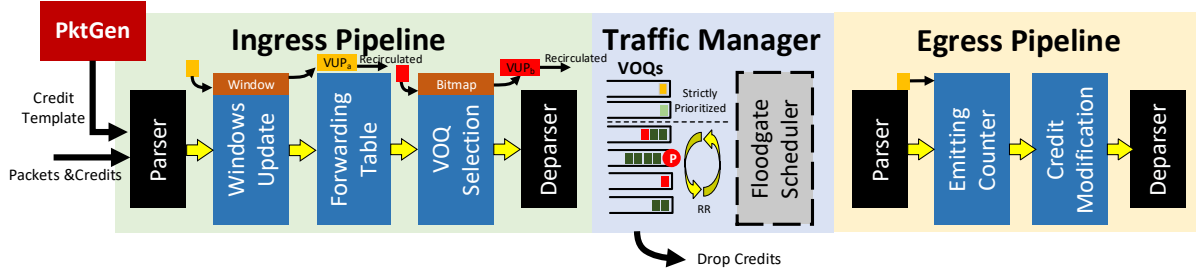 PktGen
Ingress Pipeline
Traffic Manager
Egress Pipeline
Credit
Template
Packets &Credits
Parser
Window
Windows
Update
VUPa
Recirculated
Forwarding
Table
Bitmap
VOQ
Selection
VUPb
Recirculated
Deparser
VOQs
Strictly
Prioritized
P
RR
Floodgate
Scheduler
Drop Credits
Parser
Emitting
Counter
Credit
Modification
Deparser